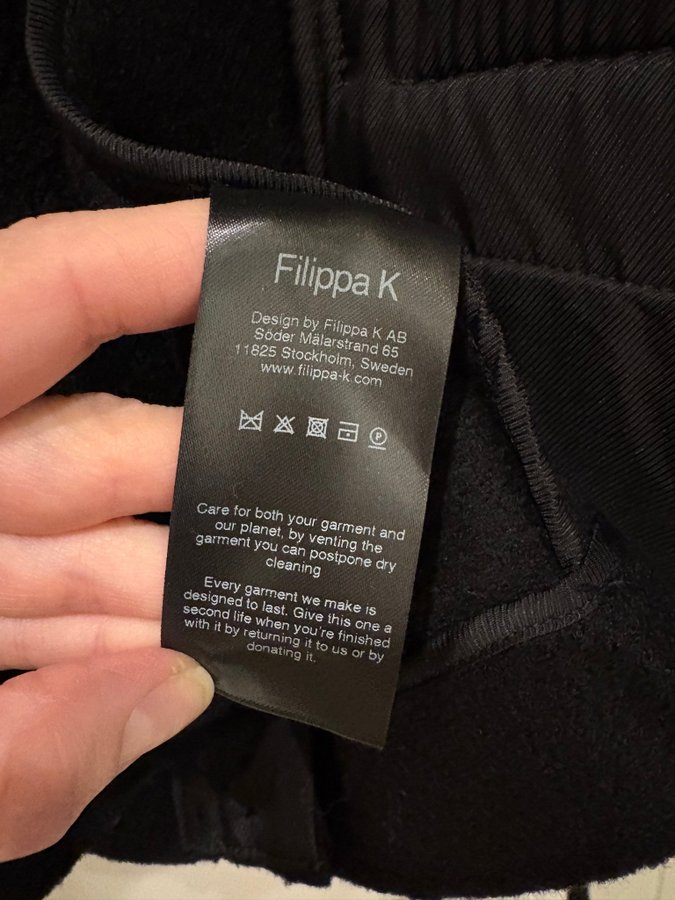 Filippa K
Design by Filippa K AB
Söder Mälarstrand 65
11825 Stockholm, Sweden
www.filippa-k.com
P
Care for both your garment and
our planet, by venting the
garment you can postpone dry
cleaning
Every garment we make is
designed to last. Give this one a
second life when you're finished
with it by returning it to us or by
donating it.